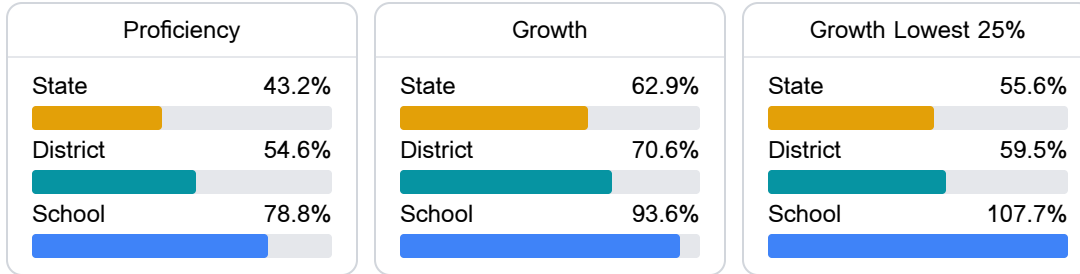 Proficiency
State 43.2%
District 54.6%
School 78.8%
Growth
State 62.9%
District 70.6%
School 93.6%
Growth Lowest 25%
State 55.6%
District 59.5%
School 107.7%